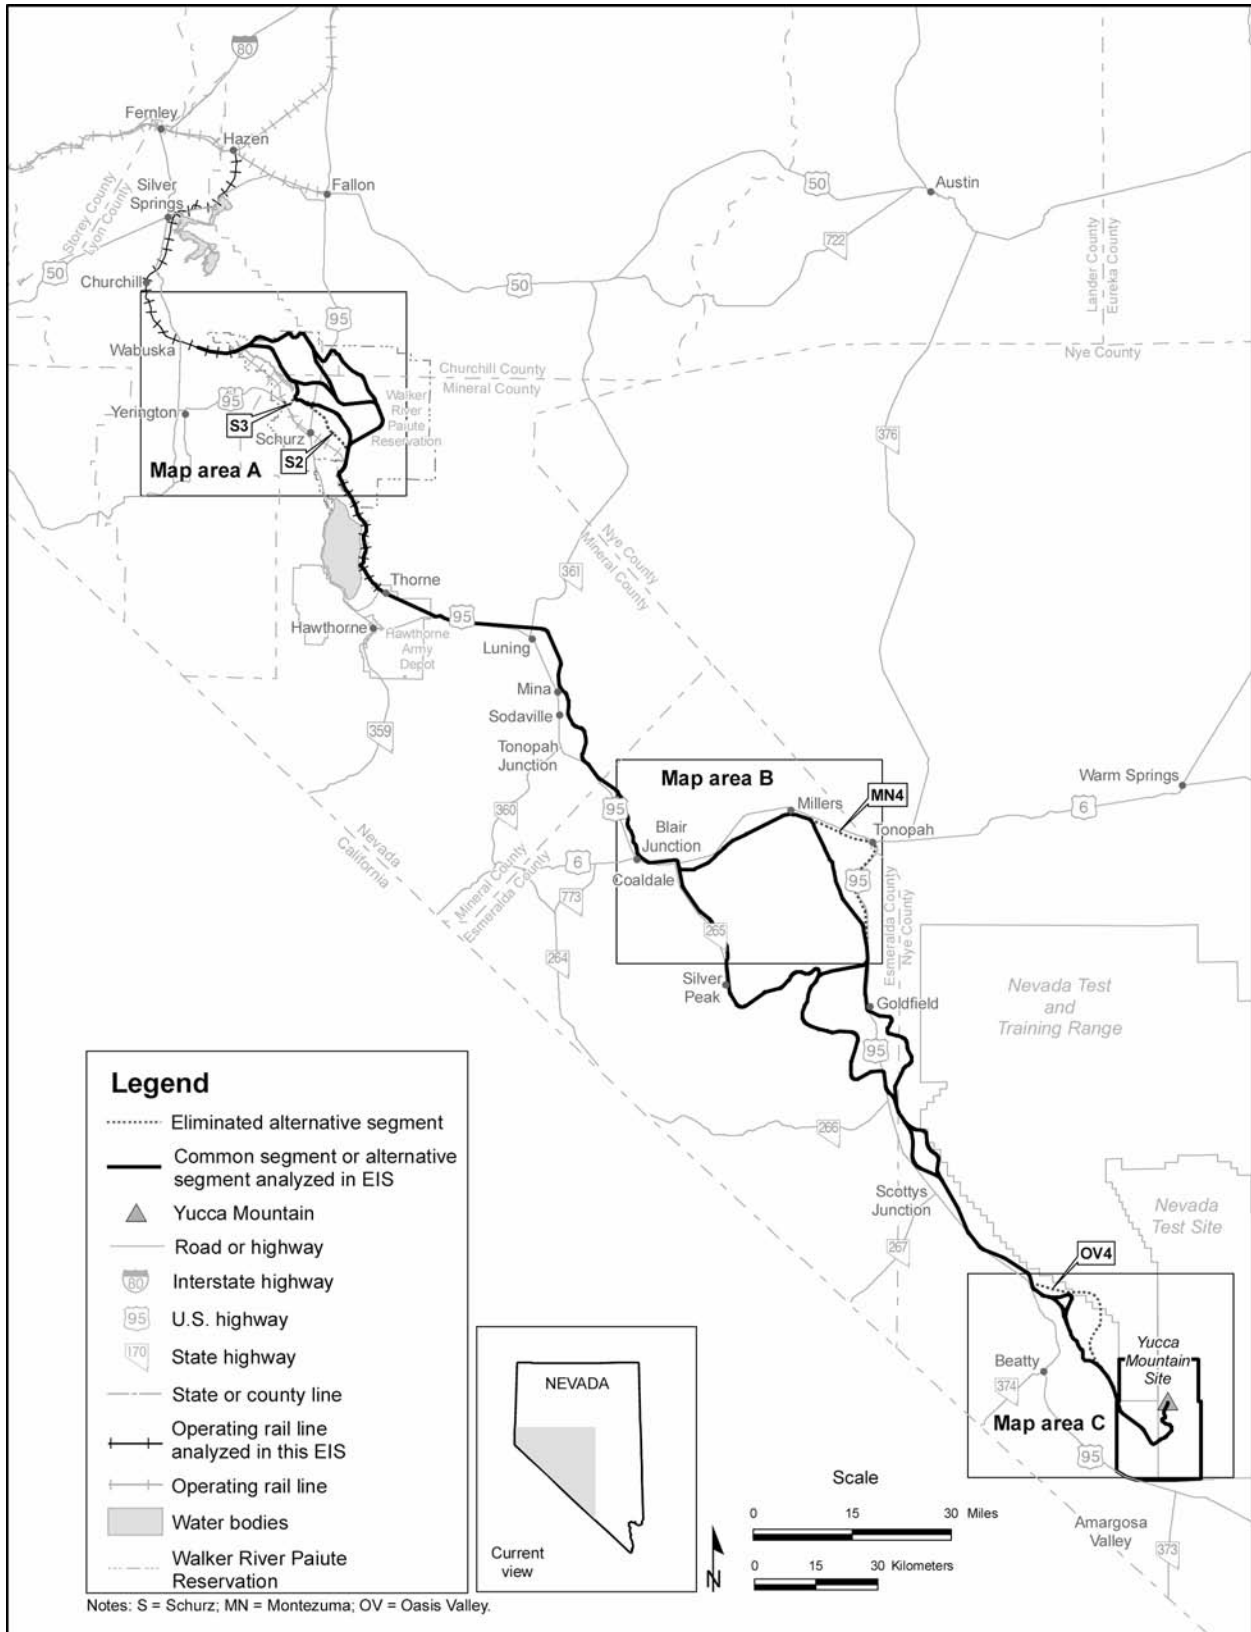 80
Fernley
Hazen
Silver
Springs
Fallon
Storey County
Lyon County
50
Austin
50
722
Lander County
Eureka County
Churchill
50
95
Wabuska
Churchill County
Mineral County
Nye County
Yerington
95
S3
Schurz
S2
Walker
River
Paiute
Reservation
376
Map area A
Nye County
Mineral County
361
Thorne
95
Hawthorne
Hawthorne
Army
Depot
Luning
Mina
Sodaville
359
Tonopah
Junction
Map area B
Warm Springs
MN4
Millers
6
360
95
Blair
Junction
Tonopah
Nevada
California
6
Coaldale
95
Mineral County
Esmeralda County
773
265
264
Esmeralda County
Nye County
Silver
Peak
Goldfield
Nevada Test
and
Training Range
95
266
Scottys
Junction
Nevada
Test Site
267
OV4
Yucca
Mountain
Site
Beatty
374
Map area C
95
Amargosa
Valley
373
Legend
Eliminated alternative segment
Common segment or alternative
segment analyzed in EIS
Yucca Mountain
Road or highway
80
Interstate highway
95
U.S. highway
170
State highway
State or county line
Operating rail line
analyzed in this EIS
Operating rail line
Water bodies
Walker River Paiute
Reservation
NEVADA
Current
view
N
Scale
0 15 30 Miles
0 15 30 Kilometers
Notes: S = Schurz; MN = Montezuma; OV = Oasis Valley.